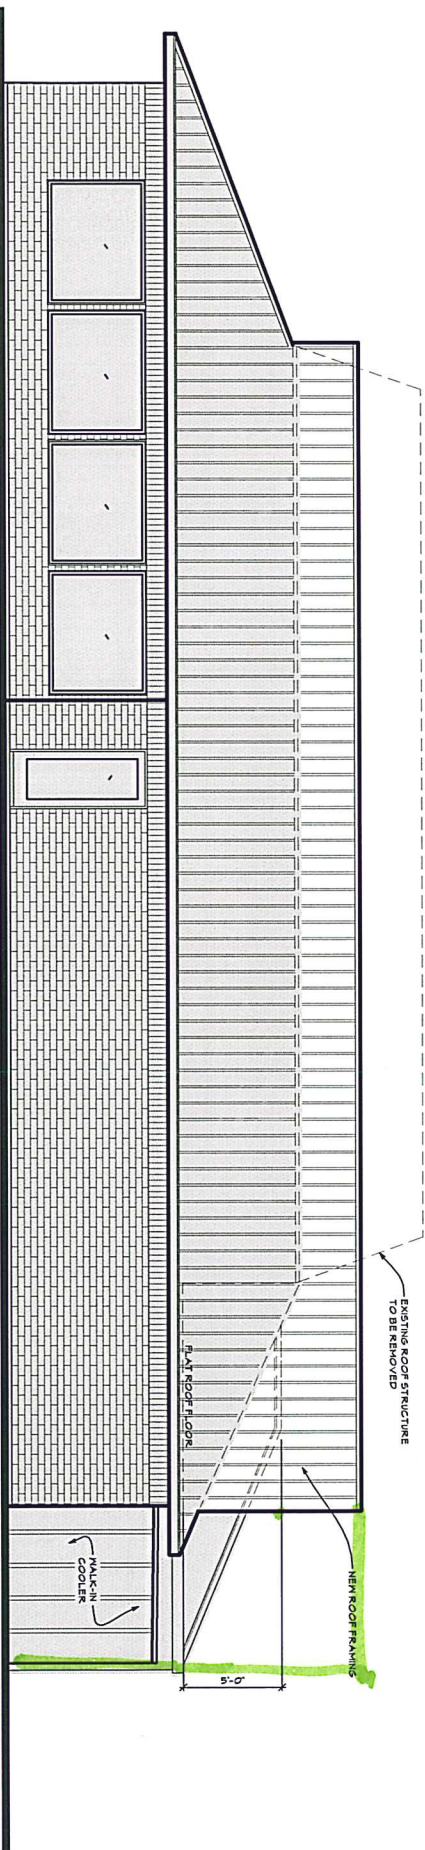 EXISTING ROOF STRUCTURE
TO BE REMOVED
NEW ROOF FRAMING
FLAT ROOF FLOOR
5'-0"
WALK-IN
COOLER